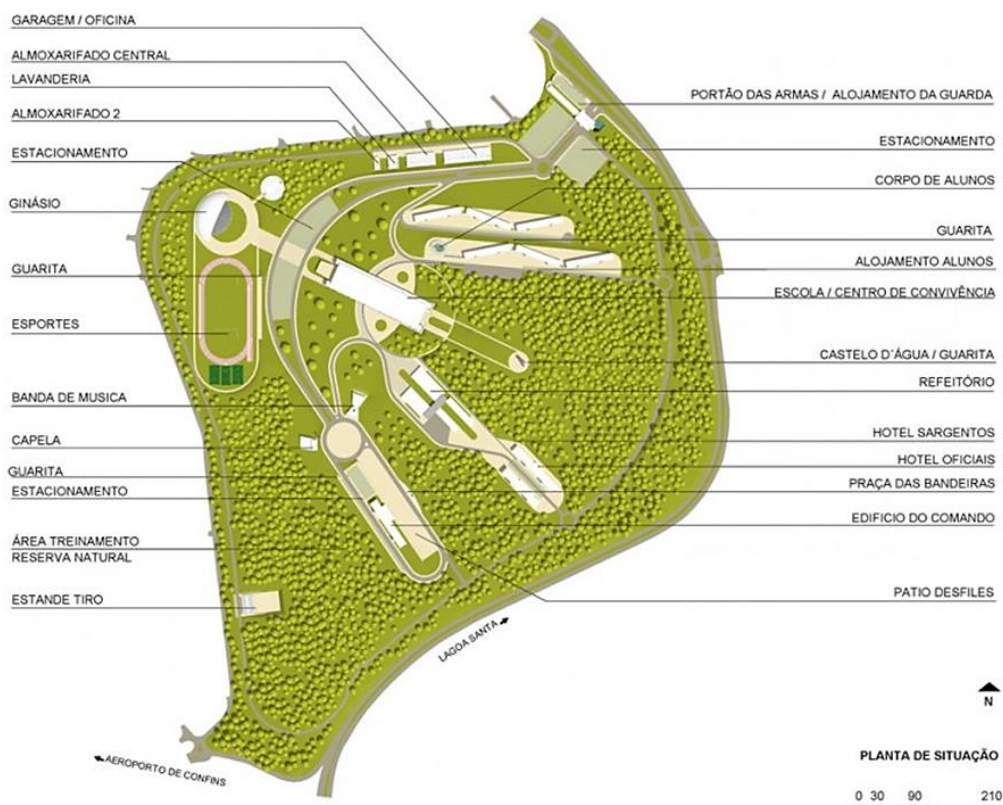 GARAGEM / OFICINA
ALMOXARIFADO CENTRAL
LAVANDERIA
ALMOXARIFADO 2
ESTACIONAMENTO
GINÁSIO
GUARITA
ESPORTES
BANDA DE MUSICA
CAPELA
GUARITA
ESTACIONAMENTO
ÁREA TREINAMENTO
RESERVA NATURAL
ESTANDE TIRO
PORTÃO DAS ARMAS / ALOJAMENTO DA GUARDA
ESTACIONAMENTO
CORPO DE ALUNOS
GUARITA
ALOJAMENTO ALUNOS
ESCOLA / CENTRO DE CONVIVÊNCIA
CASTELO D´ÁGUA / GUARITA
REFEITÓRIO
HOTEL SARGENTOS
HOTEL OFICIAIS
PRAÇA DAS BANDEIRAS
EDIFICIO DO COMANDO
PATIO DESFILES
LAGOA SANTA
AEROPORTO DE CONFINS
N
PLANTA DE SITUAÇÃO
0 30 90 210